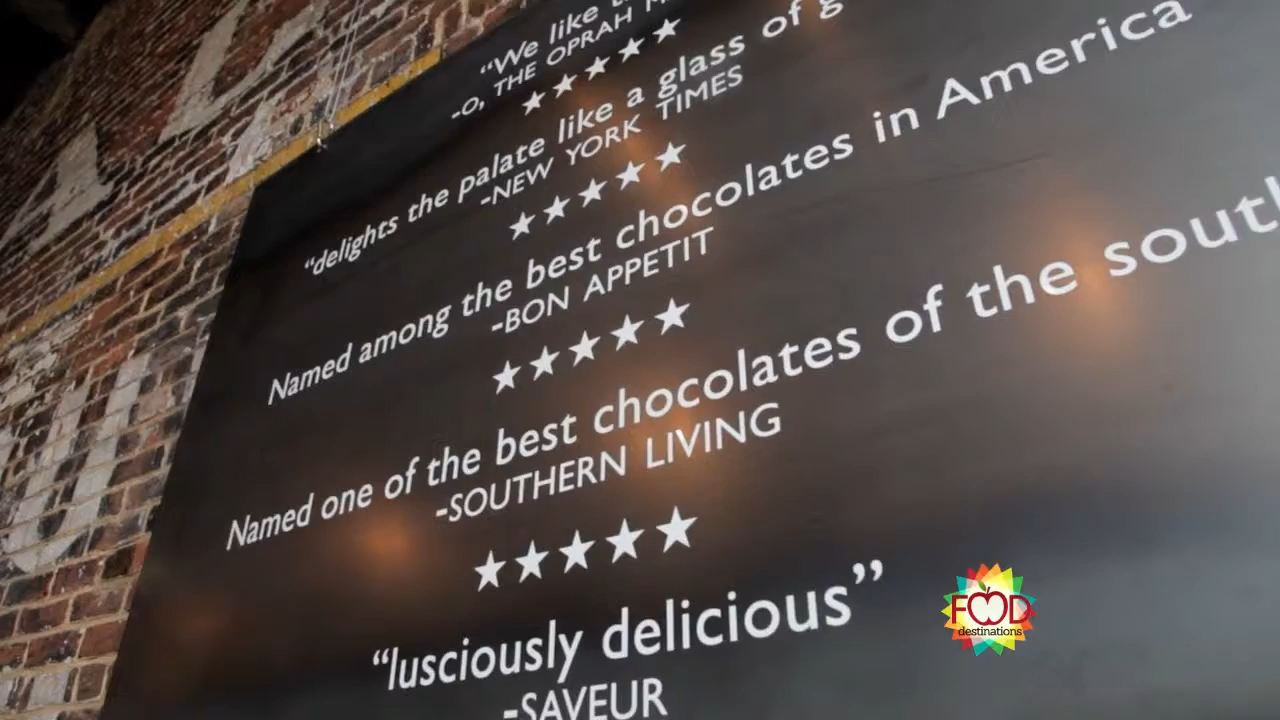 “We like
-O, THE OPRAH
★★★★★
“delights the palate like a glass of
-NEW YORK TIMES
★★★★★
Named among the best chocolates in America
-BON APPETIT
★★★★★
Named one of the best chocolates of the
-SOUTHERN LIVING
★★★★★
“lusciously delicious”
-SAVEUR
FOOD
destinations